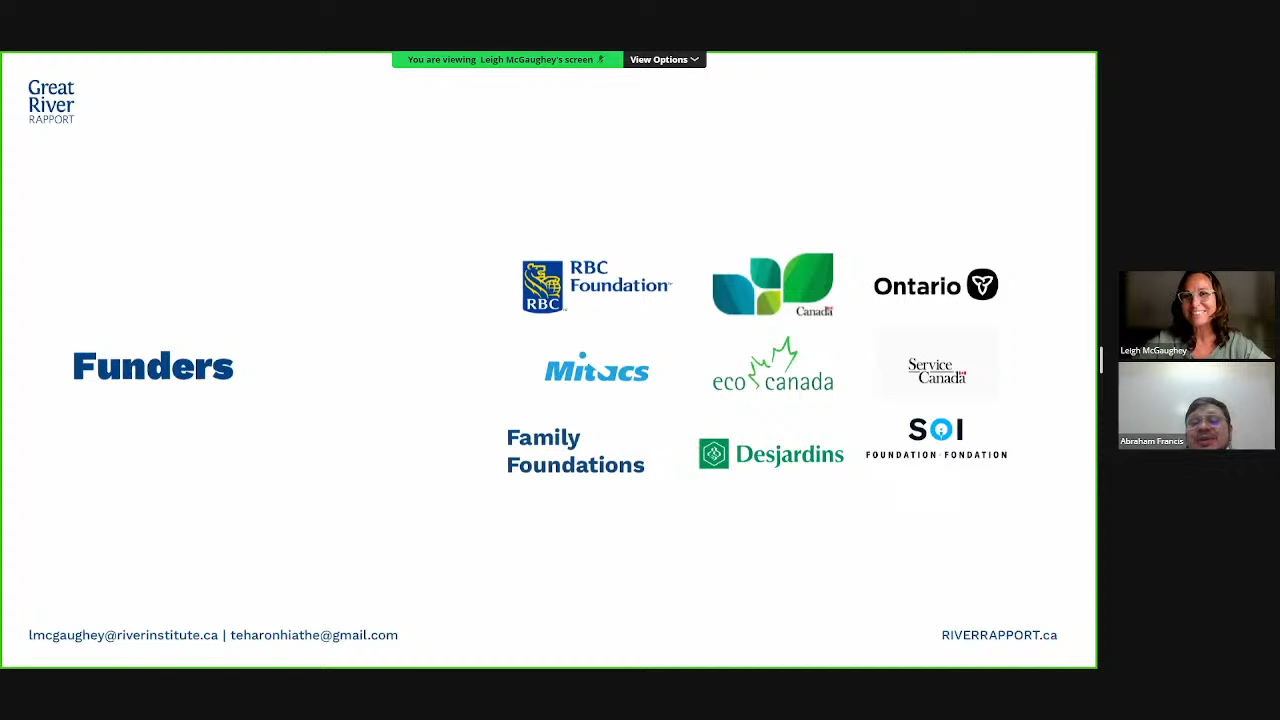 You are viewing Leigh McGaughey's screen
View Options
Great
River
RAPPORT
Funders
RBC
RBC
Foundation™
Canada
Ontario
Mitacs
eco canada
Service
Canada
Family
Foundations
Desjardins
SOI
FOUNDATION·FONDATION
lmcgaughey@riverinstitute.ca | teharonhiathe@gmail.com
RIVERRAPPORT.ca
Leigh McGaughey
Abraham Francis